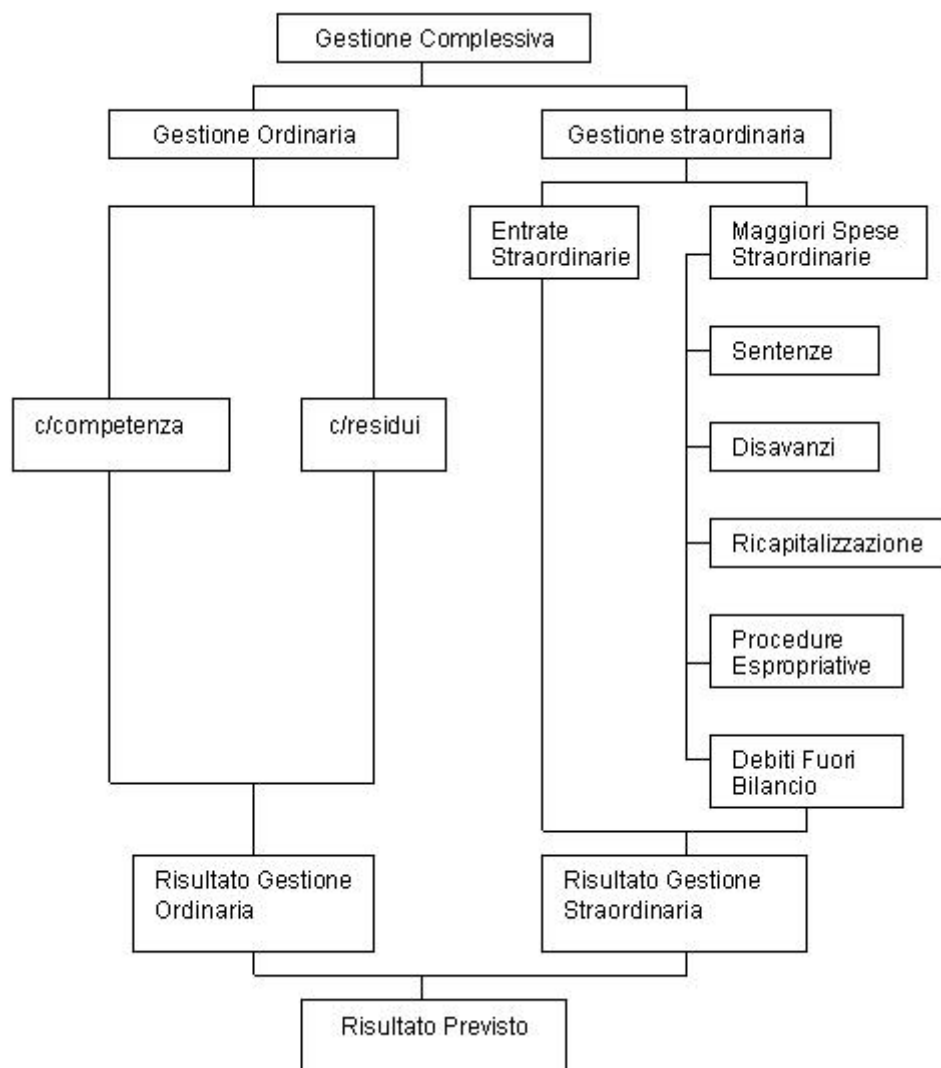 Gestione Complessiva
Gestione Ordinaria
Gestione straordinaria
Entrate
Straordinarie
Maggiori Spese
Straordinarie
Sentenze
c/competenza
c/residui
Disavanzi
Ricapitalizzazione
Procedure
Espropriative
Debiti Fuori
Bilancio
Risultato Gestione
Ordinaria
Risultato Gestione
Straordinaria
Risultato Previsto